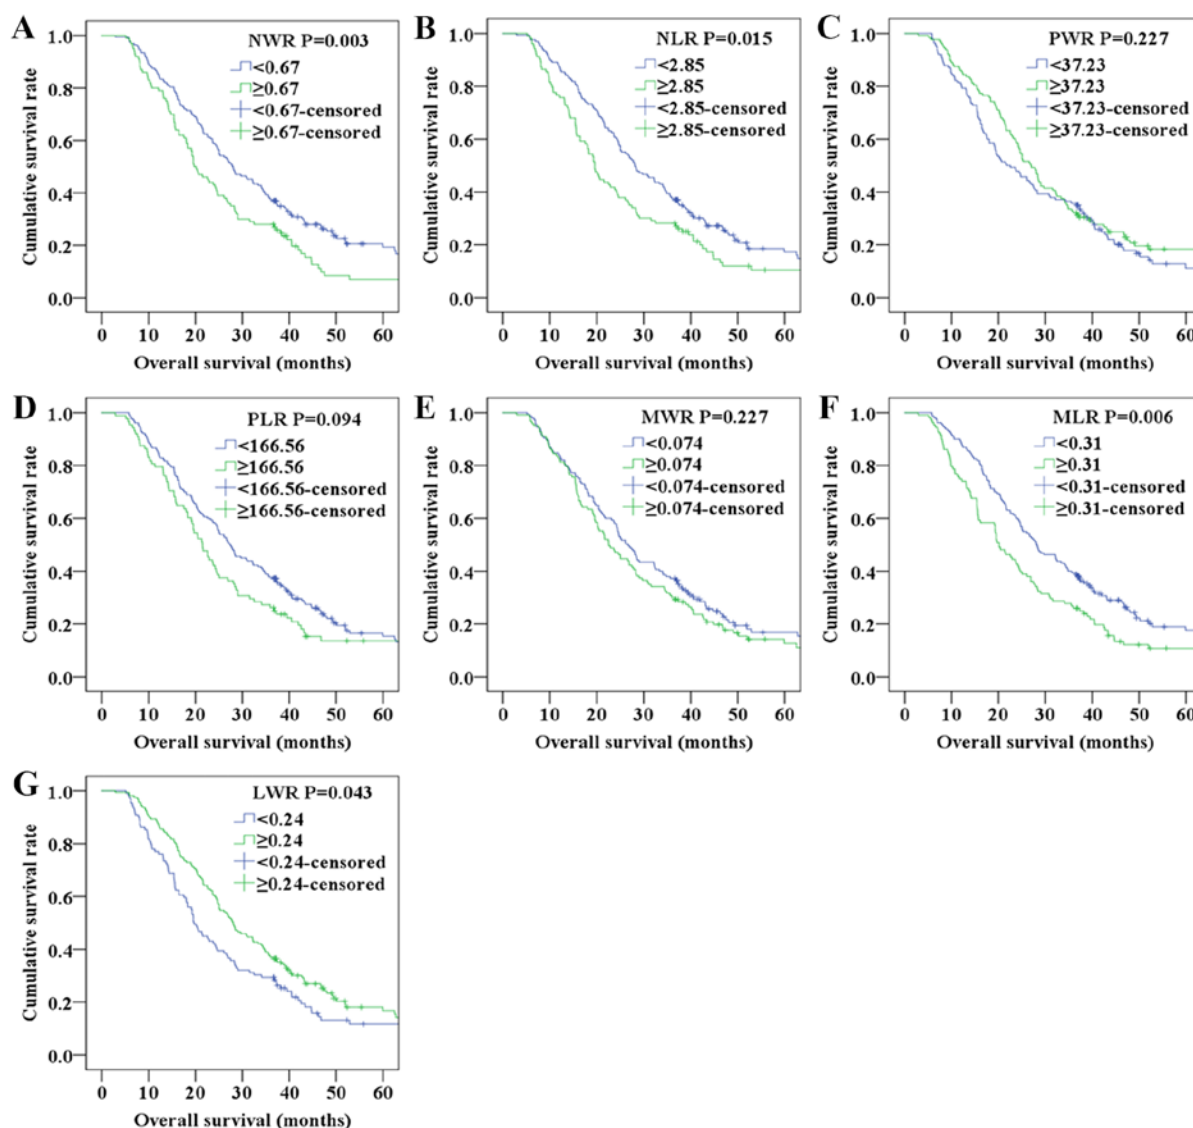 A
NWR P=0.003
<0.67
≥0.67
<0.67-censored
≥0.67-censored
Cumulative survival rate
1.0
0.8
0.6
0.4
0.2
0.0
0 10 20 30 40 50 60
Overall survival (months)
B
NLR P=0.015
<2.85
≥2.85
<2.85-censored
≥2.85-censored
Cumulative survival rate
1.0
0.8
0.6
0.4
0.2
0.0
0 10 20 30 40 50 60
Overall survival (months)
C
PWR P=0.227
<37.23
≥37.23
<37.23-censored
≥37.23-censored
Cumulative survival rate
1.0
0.8
0.6
0.4
0.2
0.0
0 10 20 30 40 50 60
Overall survival (months)
D
PLR P=0.094
<166.56
≥166.56
<166.56-censored
≥166.56-censored
Cumulative survival rate
1.0
0.8
0.6
0.4
0.2
0.0
0 10 20 30 40 50 60
Overall survival (months)
E
MWR P=0.227
<0.074
≥0.074
<0.074-censored
≥0.074-censored
Cumulative survival rate
1.0
0.8
0.6
0.4
0.2
0.0
0 10 20 30 40 50 60
Overall survival (months)
F
MLR P=0.006
<0.31
≥0.31
<0.31-censored
≥0.31-censored
Cumulative survival rate
1.0
0.8
0.6
0.4
0.2
0.0
0 10 20 30 40 50 60
Overall survival (months)
G
LWR P=0.043
<0.24
≥0.24
<0.24-censored
≥0.24-censored
Cumulative survival rate
1.0
0.8
0.6
0.4
0.2
0.0
0 10 20 30 40 50 60
Overall survival (months)